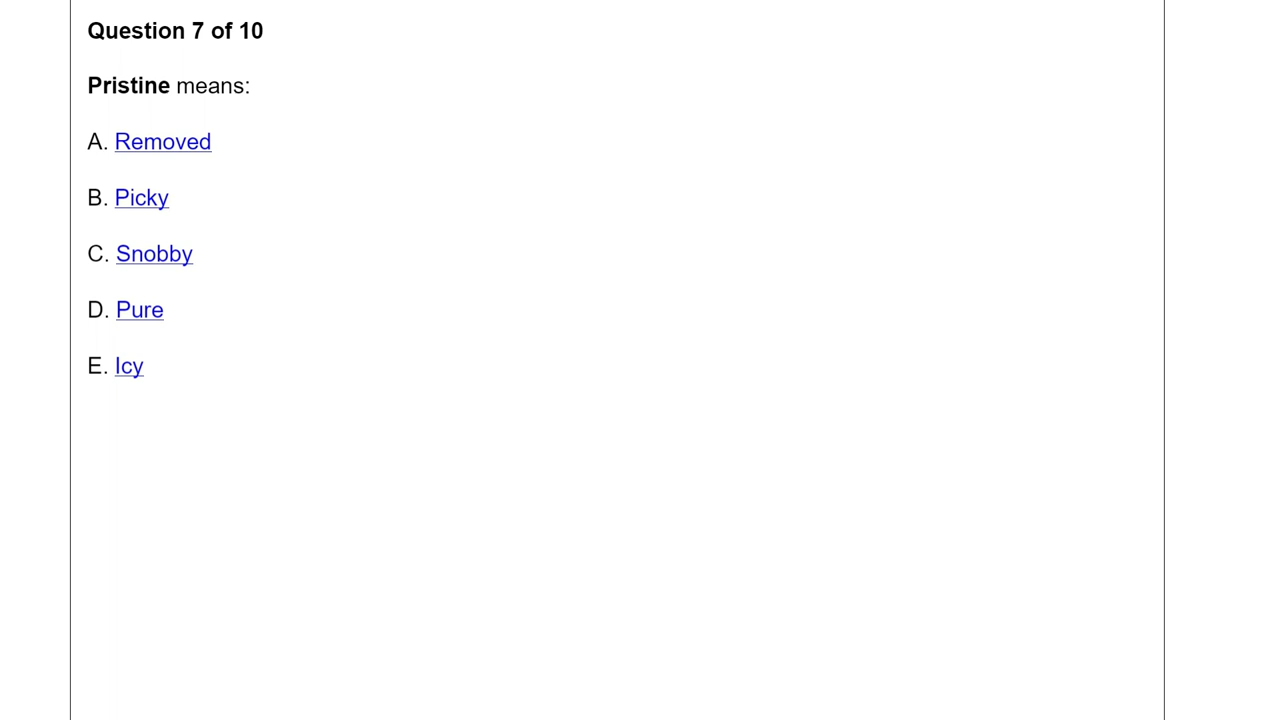 Question 7 of 10
Pristine means:
A. Removed
B. Picky
C. Snobby
D. Pure
E. Icy